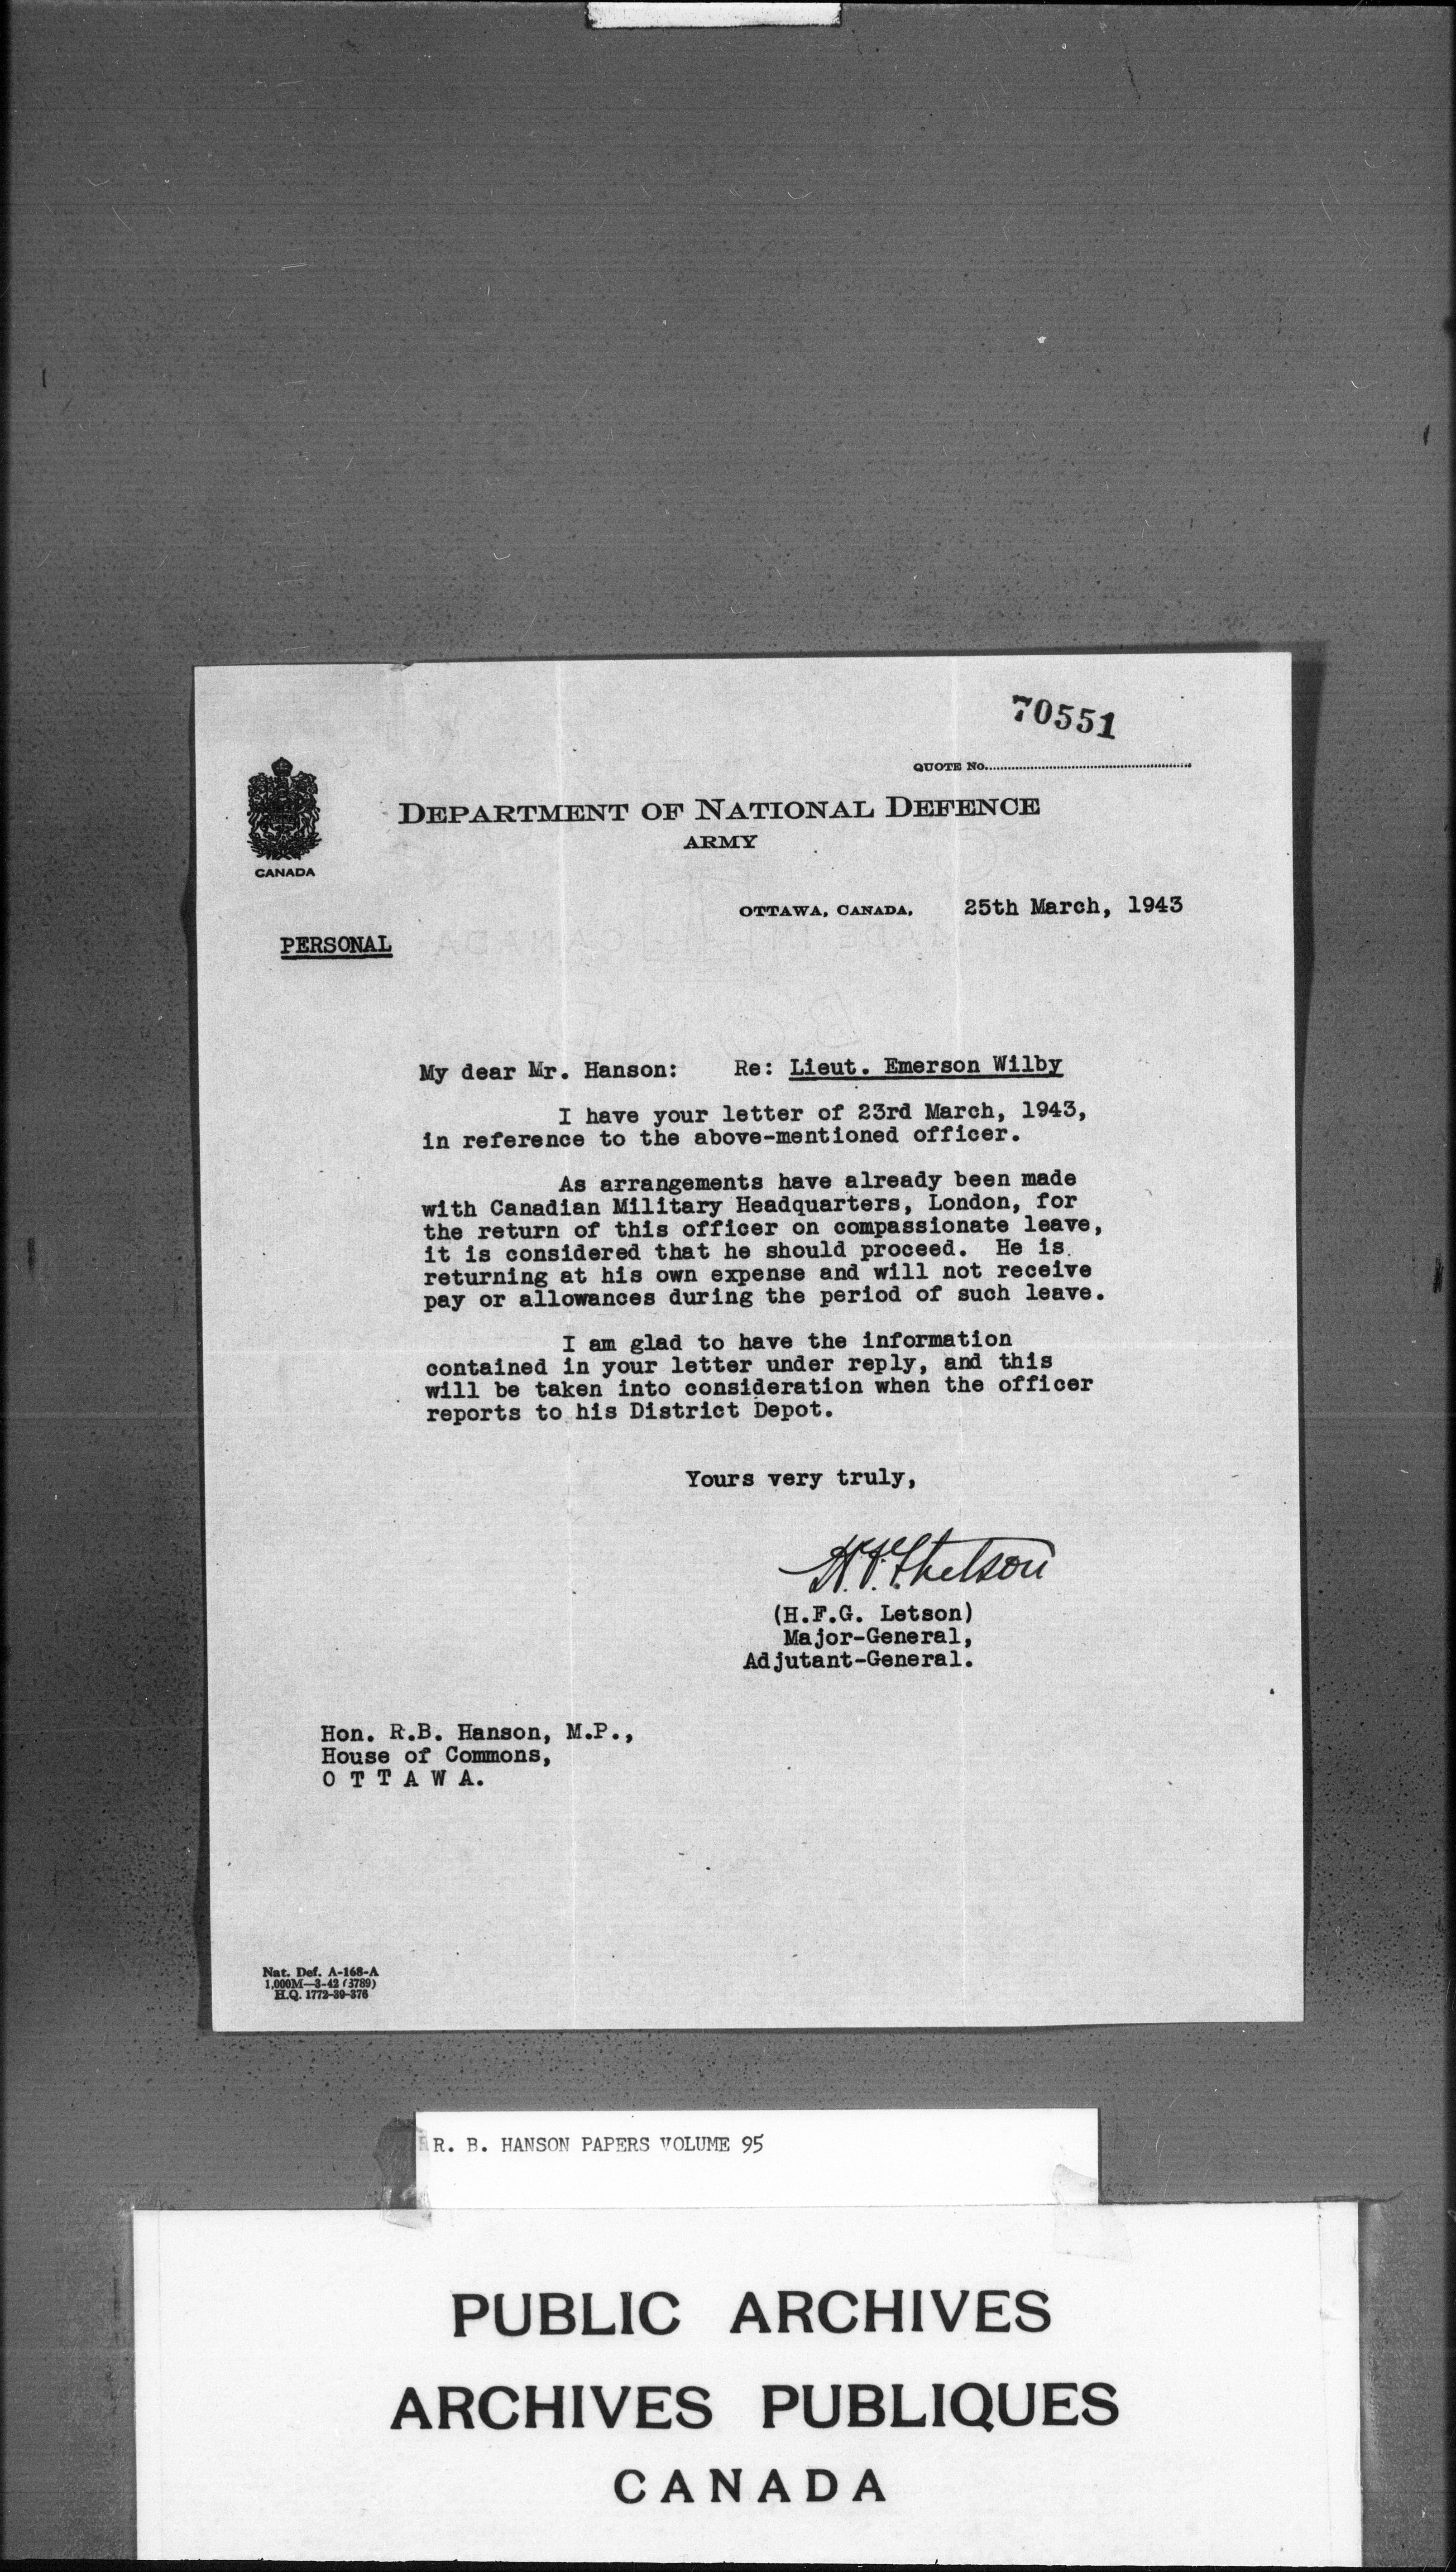 70551
QUOTE No.
CANADA
DEPARTMENT OF NATIONAL DEFENCE
ARMY
OTTAWA, CANADA, 25th March, 1943
PERSONAL
My dear Mr. Hanson: Re: Lieut. Emerson Wilby
I have your letter of 23rd March, 1943,
in reference to the above-mentioned officer.
As arrangements have already been made
with Canadian Military Headquarters, London, for
the return of this officer on compassionate leave,
it is considered that he should proceed. He is
returning at his own expense and will not receive
pay or allowances during the period of such leave.
I am glad to have the information
contained in your letter under reply, and this
will be taken into consideration when the officer
reports to his District Depot.
Yours very truly,
H.F.G. Letson
(H.F.G. Letson)
Major-General,
Adjutant-General.
Hon. R.B. Hanson, M.P.,
House of Commons,
O T T A W A.
Nat. Def. A-168-A
1,000M—3-42 (3789)
H.Q. 1772-39-376
R. B. HANSON PAPERS VOLUME 95
PUBLIC ARCHIVES
ARCHIVES PUBLIQUES
CANADA